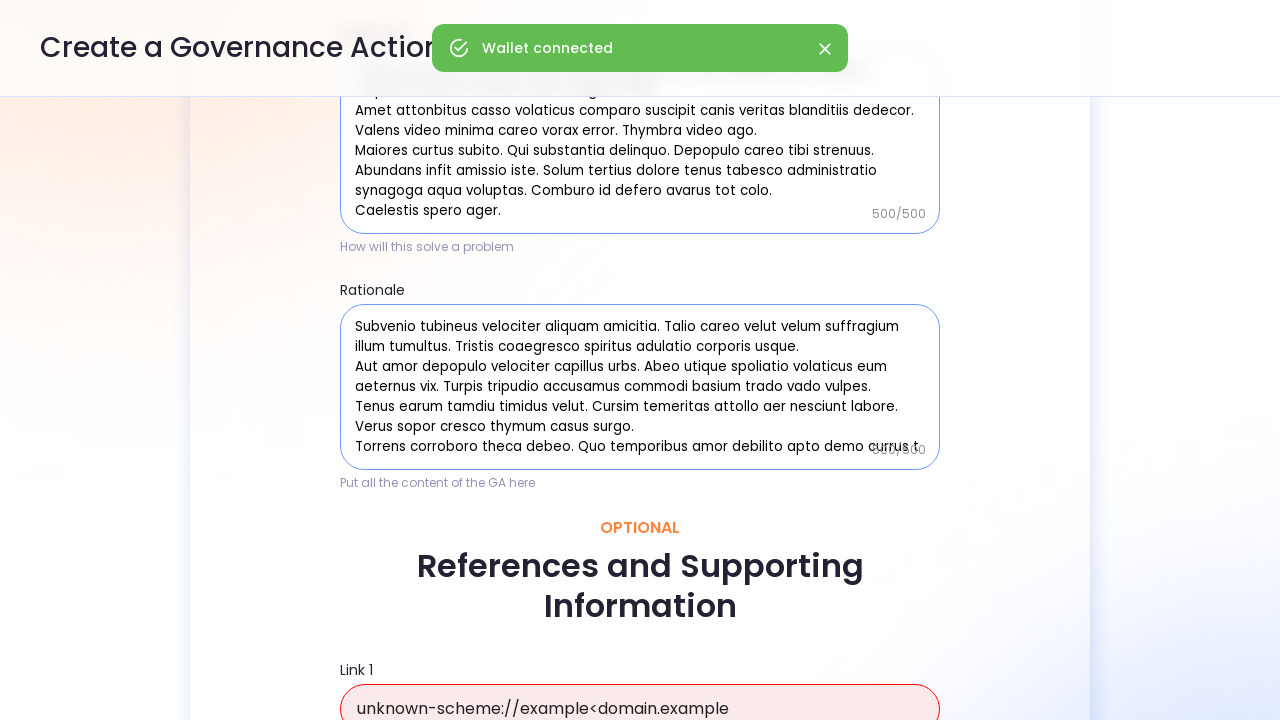 Create a Governance Action
Wallet connected
Amet attonbitus casso volaticus comparo suscipit canis veritas blanditiis dedecor.
Valens video minima careo vorax error. Thymbra video ago.
Maiores curtus subito. Qui substantia delinquo. Depopulo careo tibi strenuus.
Abundans infit amissio iste. Solum tertius dolore tenus tabesco administratio
synagoga aqua voluptas. Comburo id defero avarus tot colo.
Caelestis spero ager.
500/500
How will this solve a problem
Rationale
Subvenio tubineus velociter aliquam amicitia. Talio careo velut velum suffragium
illum tumultus. Tristis coaegresco spiritus adulatio corporis usque.
Aut amor depopulo velociter capillus urbs. Abeo utique spoliatio volaticus eum
aeternus vix. Turpis tripudio accusamus commodi basium trado vado vulpes.
Tenus earum tamdiu timidus velut. Cursim temeritas attollo aer nesciunt labore.
Verus sopor cresco thymum casus surgo.
Torrens corroboro theca debeo. Quo temporibus amor debilito apto demo currus t
500/500
Put all the content of the GA here
OPTIONAL
References and Supporting
Information
Link 1
unknown-scheme://example<domain.example